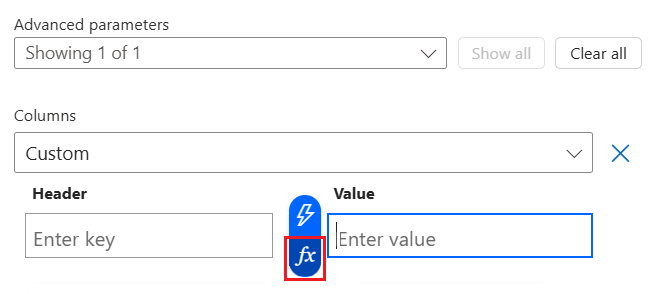 Advanced parameters
Showing 1 of 1
Show all
Clear all
Columns
Custom
Header
Value
Enter key
fx
Enter value